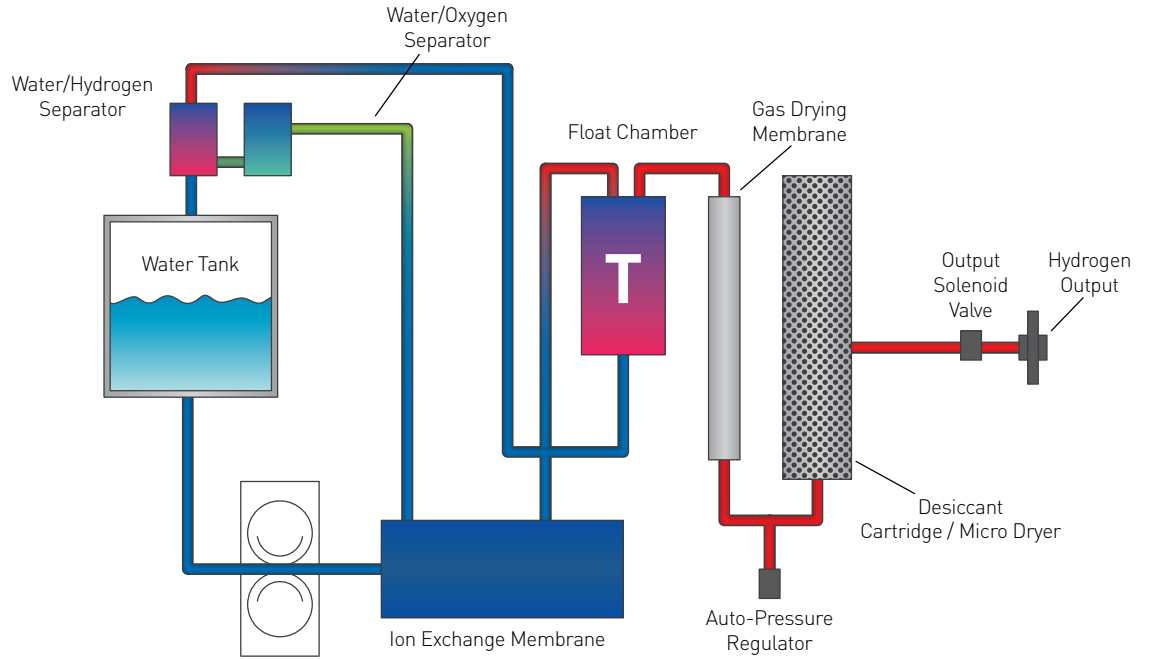 Water/Oxygen
Separator
Water/Hydrogen
Separator
Gas Drying
Membrane
Float Chamber
T
Water Tank
Output
Solenoid
Valve
Hydrogen
Output
Desiccant
Cartridge / Micro Dryer
Auto-Pressure
Regulator
Ion Exchange Membrane